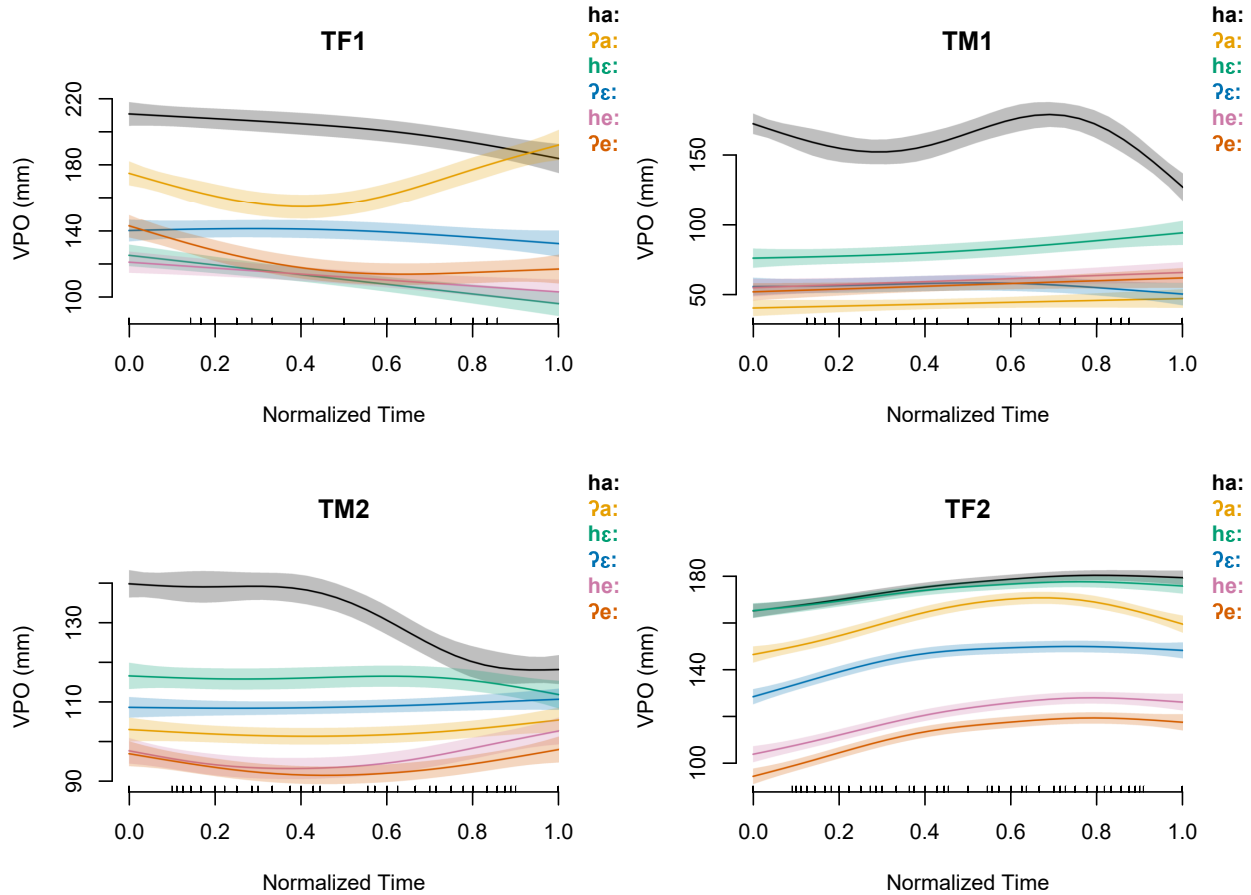 TF1
ha:
ʔa:
hɛ:
ʔɛ:
he:
ʔe:
VPO (mm)
220
180
140
100
0.0 0.2 0.4 0.6 0.8 1.0
Normalized Time
TM1
ha:
ʔa:
hɛ:
ʔɛ:
he:
ʔe:
VPO (mm)
150
100
50
0.0 0.2 0.4 0.6 0.8 1.0
Normalized Time
TM2
ha:
ʔa:
hɛ:
ʔɛ:
he:
ʔe:
VPO (mm)
130
110
90
0.0 0.2 0.4 0.6 0.8 1.0
Normalized Time
TF2
ha:
ʔa:
hɛ:
ʔɛ:
he:
ʔe:
VPO (mm)
180
140
100
0.0 0.2 0.4 0.6 0.8 1.0
Normalized Time